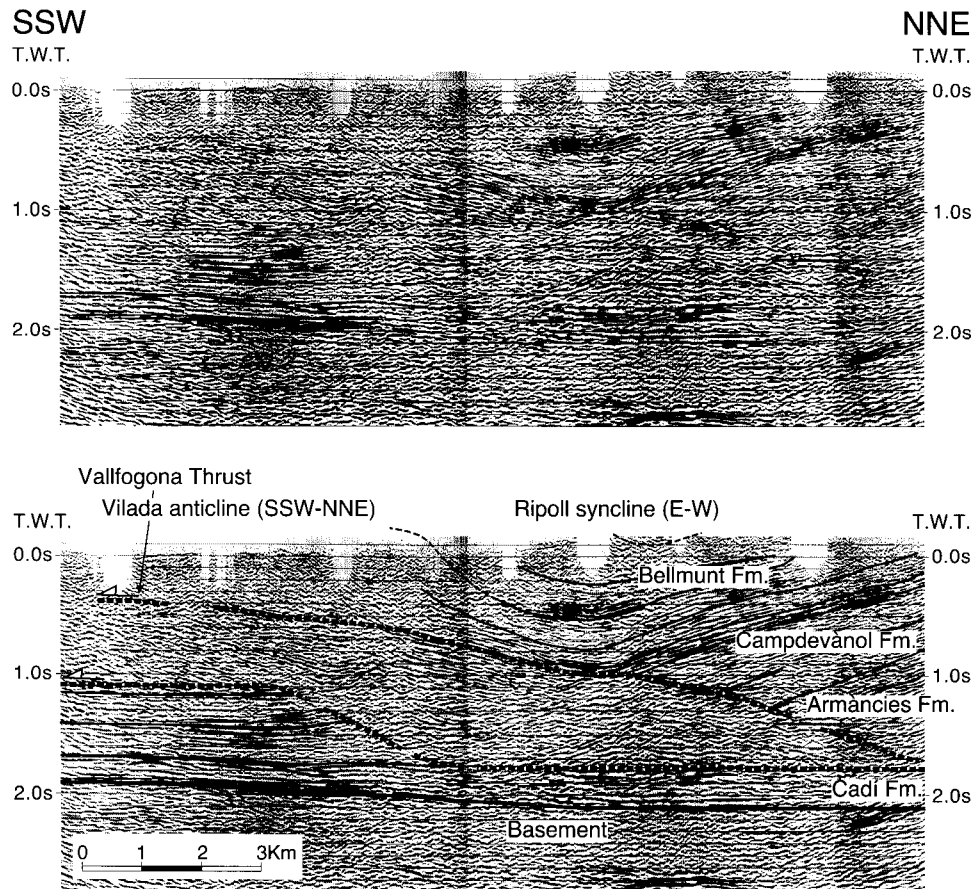 SSW NNE
T.W.T. T.W.T.
0.0s 0.0s
1.0s 1.0s
2.0s 2.0s
Vallfogona Thrust
Vilada anticline (SSW-NNE) Ripoll syncline (E-W)
T.W.T. T.W.T.
0.0s 0.0s
Bellmunt Fm.
Campdevànol Fm.
1.0s 1.0s
Armàncies Fm.
Cadí Fm.
2.0s 2.0s
Basement
0 1 2 3Km